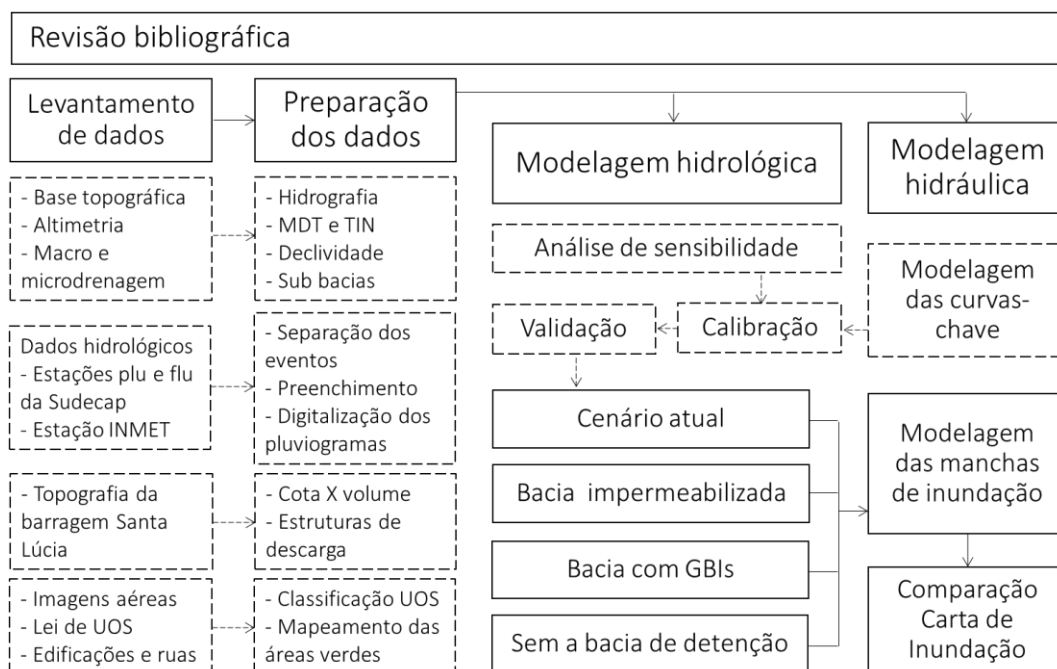 Revisão bibliográfica
Levantamento
de dados
- Base topográfica
- Altimetria
- Macro e
microdrenagem
Dados hidrológicos
- Estações plu e flu
da Sudecap
- Estação INMET
- Topografia da
barragem Santa
Lúcia
- Imagens aéreas
- Lei de UOS
- Edificações e ruas
Preparação
dos dados
- Hidrografia
- MDT e TIN
- Declividade
- Sub bacias
- Separação dos
eventos
- Preenchimento
- Digitalização dos
pluviogramas
- Cota X volume
- Estruturas de
descarga
- Classificação UOS
- Mapeamento das
áreas verdes
Modelagem hidrológica
Análise de sensibilidade
Validação
Calibração
Cenário atual
Bacia impermeabilizada
Bacia com GBIs
Sem a bacia de detenção
Modelagem
hidráulica
Modelagem
das curvas-
chave
Modelagem
das manchas
de inundação
Comparação
Carta de
Inundação